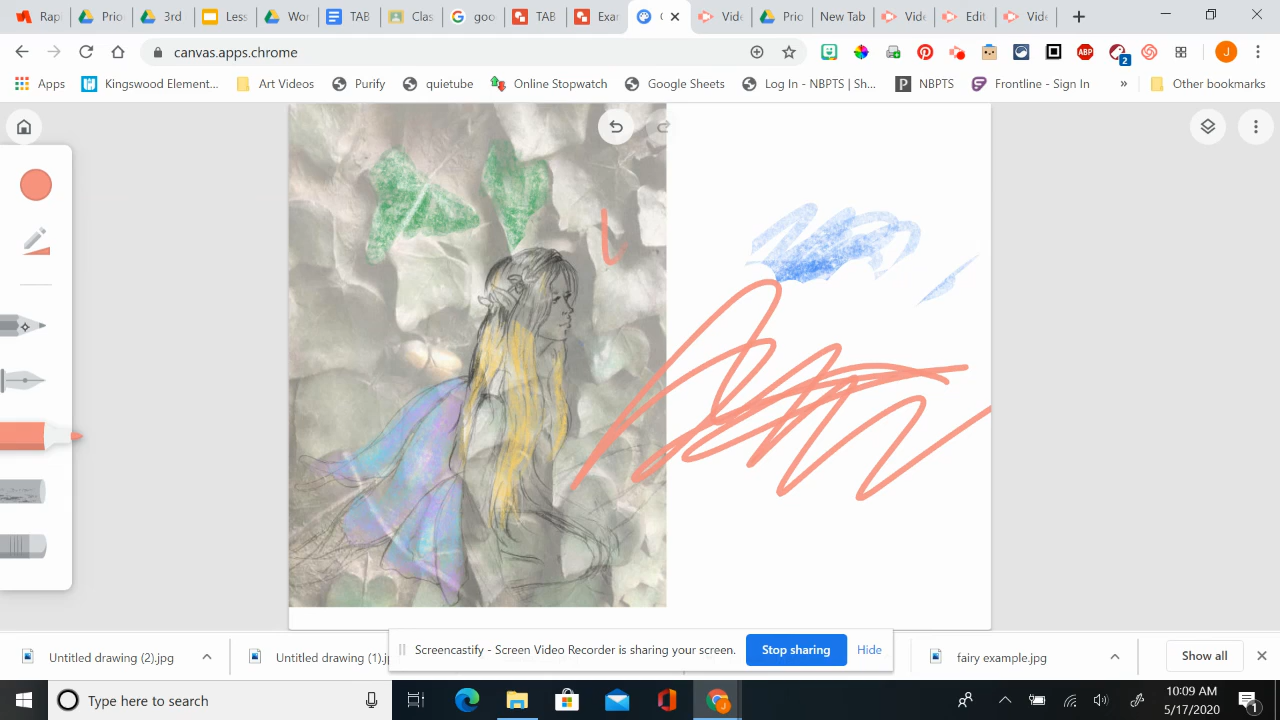 Rap
Prio
3rd
Less
Wor
TAB
Clas
goo
TAB
Exar
Vide
Prio
New Tab
Vide
Edit
Vide
canvas.apps.chrome
ABP
2
J
Apps
Kingswood Element...
Art Videos
Purify
quietube
Online Stopwatch
Google Sheets
Log In - NBPTS | Sh...
P NBPTS
Frontline - Sign In
»
Other bookmarks
Screencastify - Screen Video Recorder is sharing your screen.
Stop sharing
Hide
Untitled drawing (2).jpg
Untitled drawing (1).j
fairy example.jpg
Show all
Type here to search
10:09 AM
5/17/2020
1